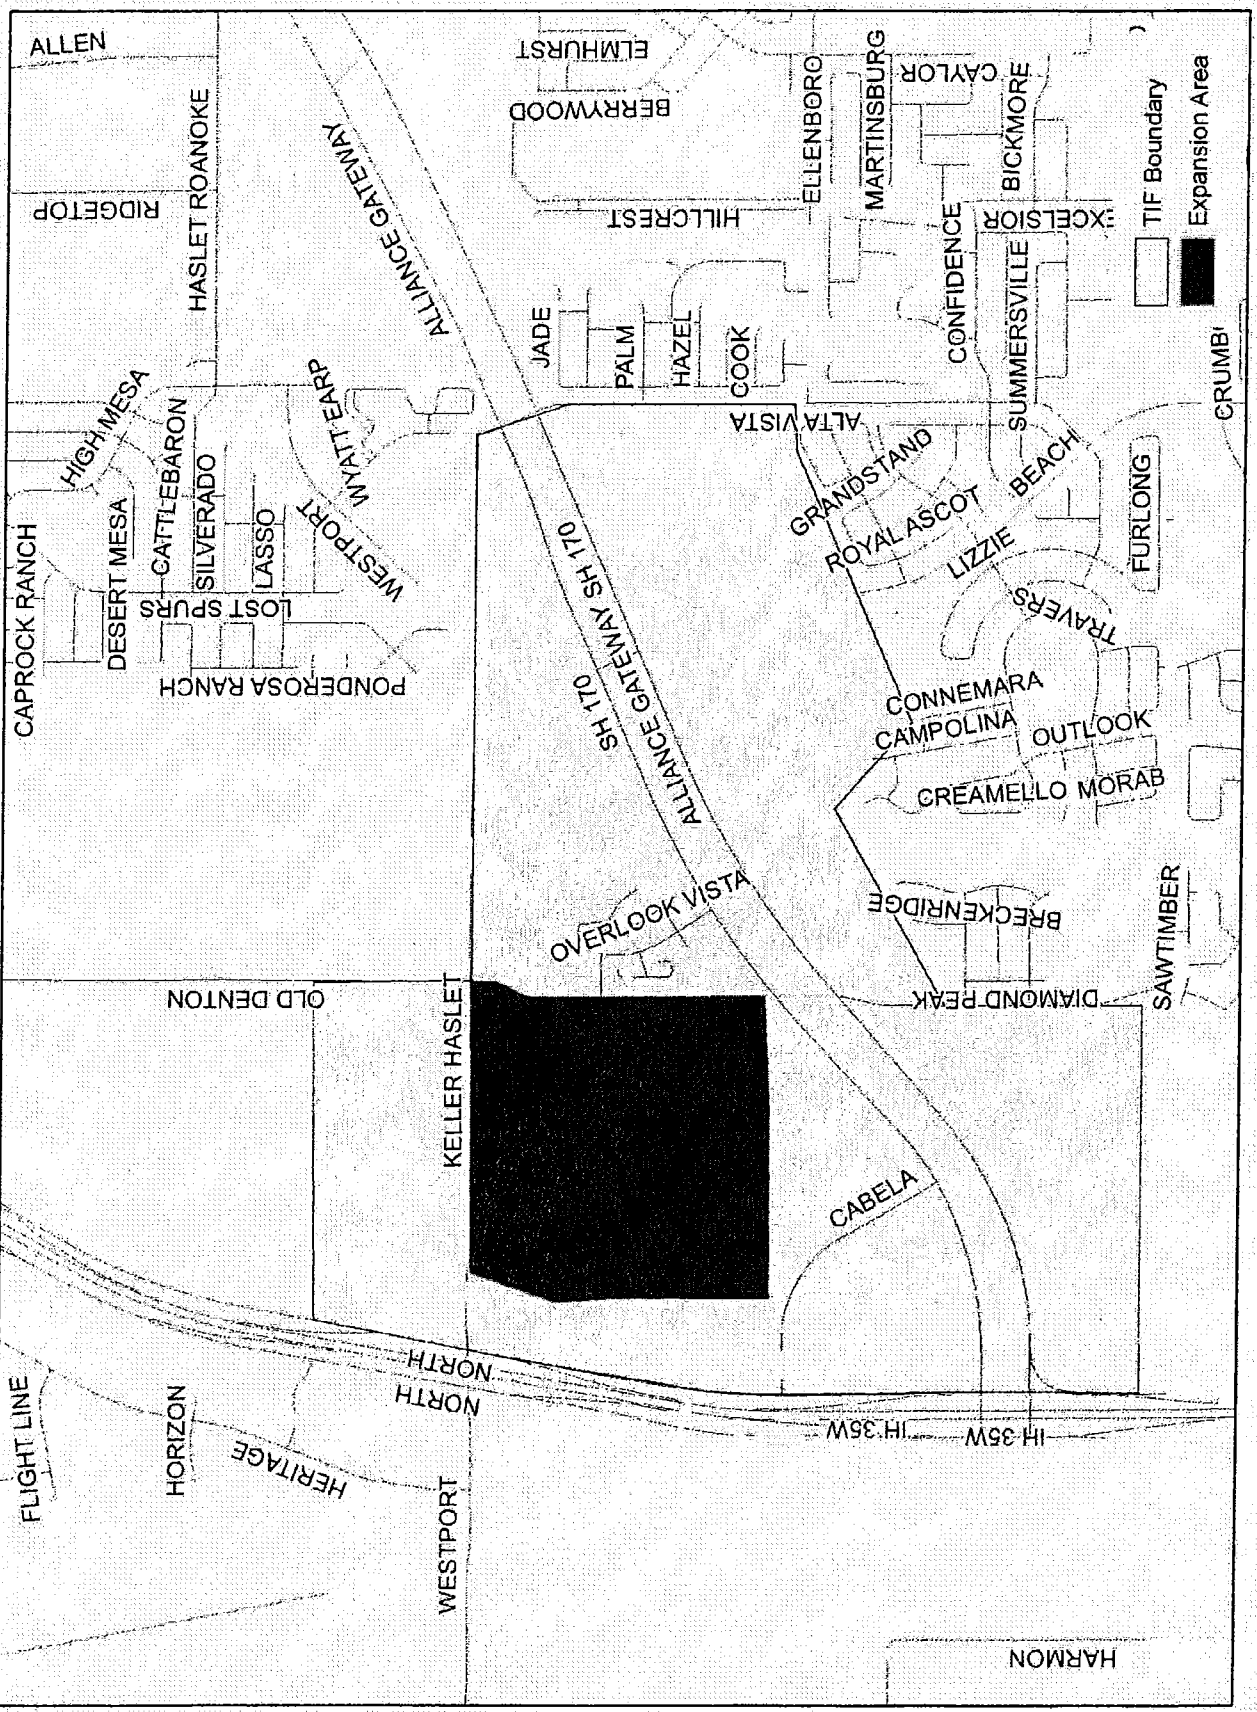 ALLEN
HASLET ROANOKE
RIDGETOP
ALLIANCE GATEWAY
ALLIANCE GATEWAY
ELMHURST
BERRYWOOD
ELLENBORO
MARTINSBURG
CAYLOR
BICKMORE
HILLCREST
CONFIDENCE
EXCELSIOR
SUMMERSVILLE
TIF Boundary
Expansion Area
JADE
PALM
HAZEL
COOK
ALTA VISTA
ALTA VISTA
CRUMB
HIGH MESA
CATTLEBARON
SILVERADO
LASSO
WYATT EARP
WESTPORT
CAPROCK RANCH
DESERT MESA
LOST SPURS
PONDEROSA RANCH
GRANDSTAND
ROYAL ASCOT
LIZZIE
BEACH
FURLONG
TRAVERS
SH 170
ALLIANCE GATEWAY SH 170
SH 170
ALLIANCE GATEWAY
CONNEMARA
CAMPOLINA
OUTLOOK
CREAMELLO
MORAB
OVERLOOK VISTA
BRECKENRIDGE
SAWTIMBER
DIAMOND PEAK
OLD DENTON
KELLER HASLET
CABELA
NORTH
NORTH
IH 35W
IH 35W
FLIGHT LINE
HORIZON
HERITAGE
WESTPORT
HARMON